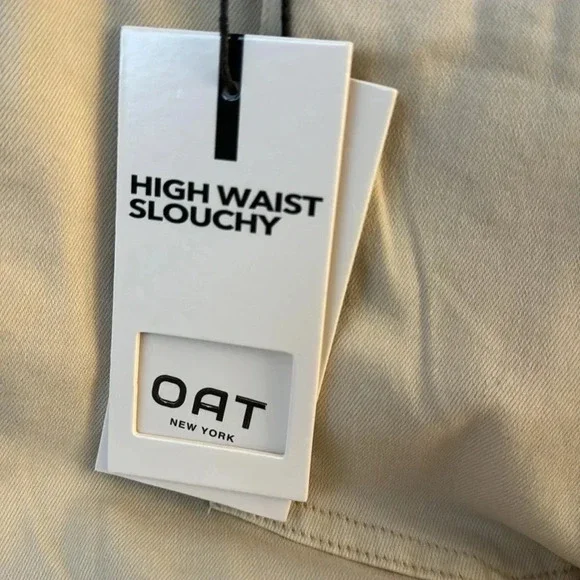 HIGH WAIST
SLOUCHY
OAT
NEW YORK